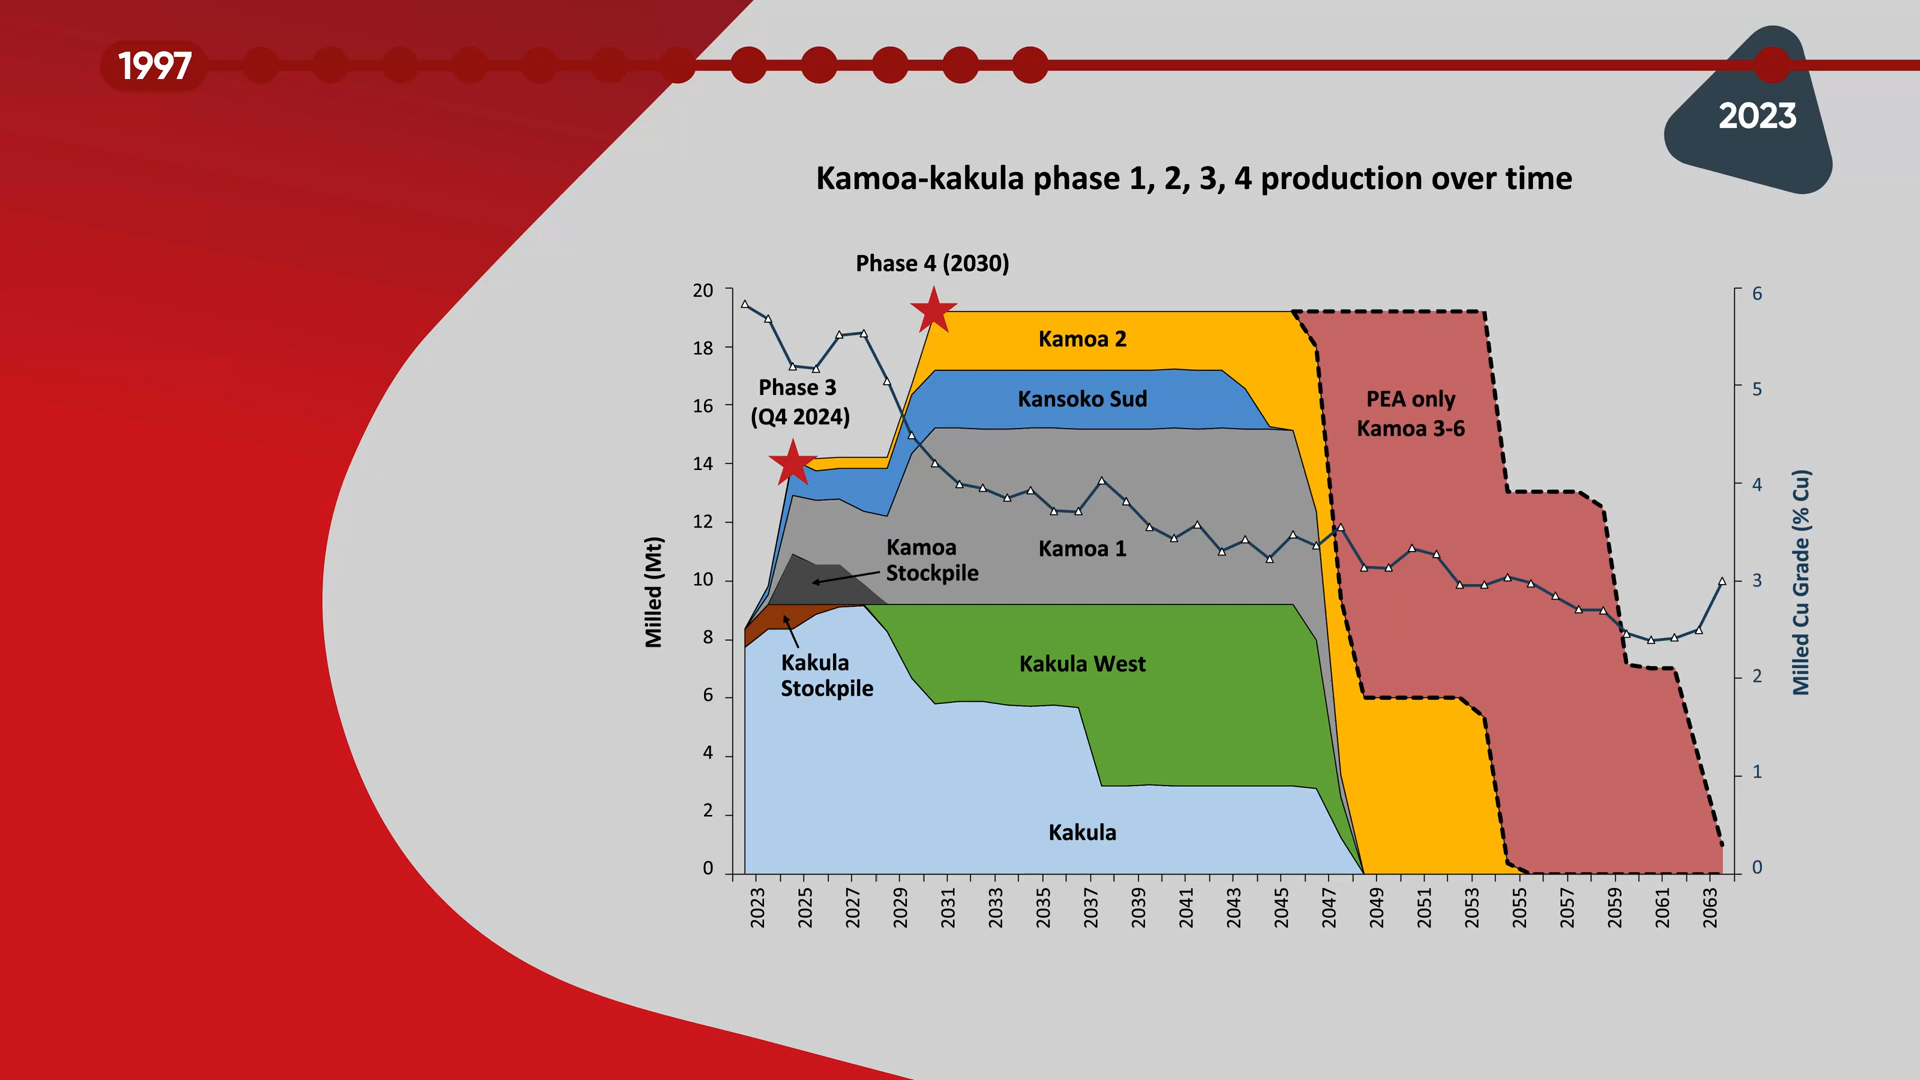 1997
2023
Kamoa-kakula phase 1, 2, 3, 4 production over time
Phase 4 (2030)
Phase 3
(Q4 2024)
Kamoa 2
Kansoko Sud
Kamoa 1
Kamoa
Stockpile
Kakula
Stockpile
Kakula West
Kakula
PEA only
Kamoa 3-6
Milled (Mt)
20
18
16
14
12
10
8
6
4
2
0
Milled Cu Grade (% Cu)
6
5
4
3
2
1
0
2023
2025
2027
2029
2031
2033
2035
2037
2039
2041
2043
2045
2047
2049
2051
2053
2055
2057
2059
2061
2063